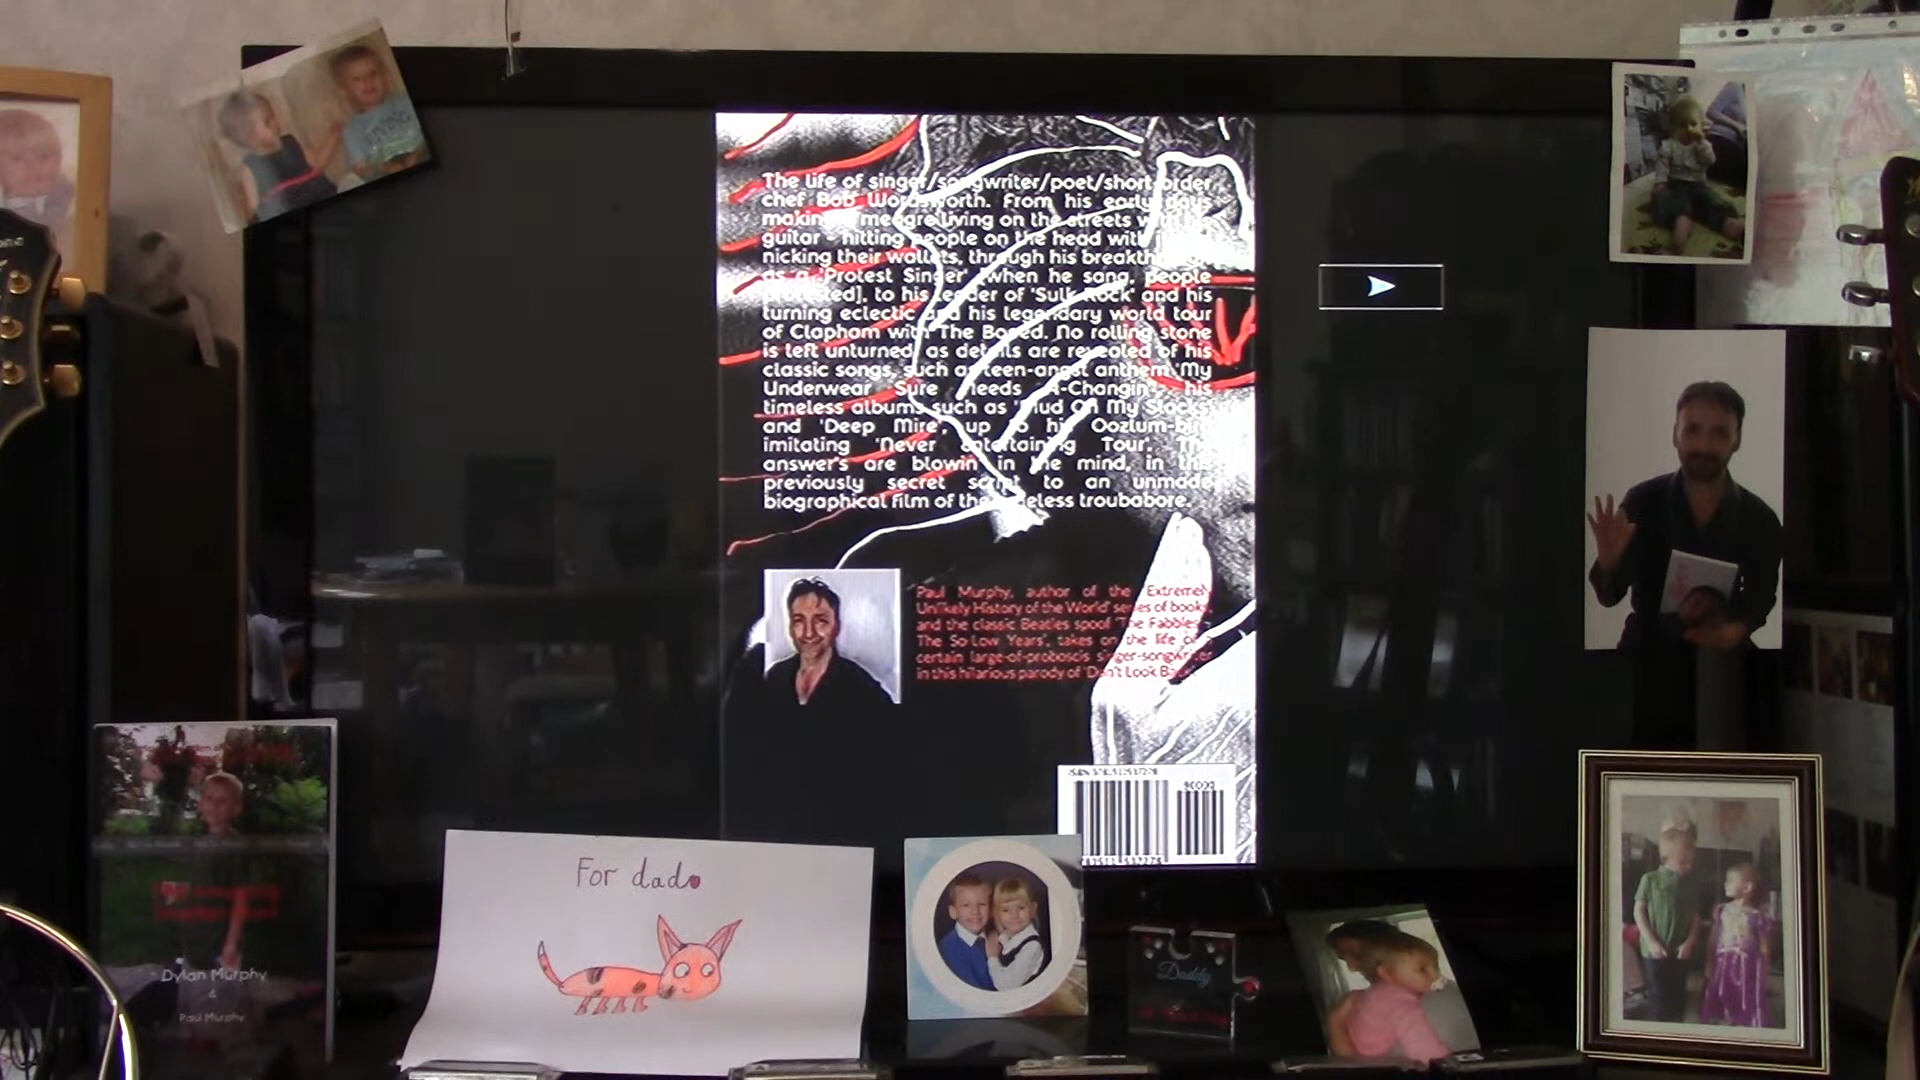 The life of singer/songwriter/poet/short order
chef Bob Wordsworth. From his early days
making a meagre living on the streets with his
guitar - hitting people on the head with
nicking their wallets, through his
as a 'Protest Singer' [when he sang, people
protested], to his leader of 'Sulk Rock' and his
turning eclectic and his legendary world tour
of Clapham with The Bored. No rolling stone
is left unturned, as details are revealed of his
classic songs, such as teen-angst anthem 'My
Underwear Sure Needs A-Changin'', his
timeless albums such as 'Mud On My Slacks'
and 'Deep Mire', up to his Oozlum-bird
imitating 'Never Entertaining Tour'. The
answer's are blowin' in the mind, in this
previously secret script to an unmade
biographical film of the troubabore.
Paul Murphy, author of the 'Extremely
Unlikely History of the World' series of books,
and the classic Beatles spoof 'The Fabbles -
The So-Low Years', takes on the life of a
certain large-of-proboscis singer-songwriter
in this hilarious parody of 'Don't Look Back'.
Dylan Murphy
&
Paul Murphy
For dad
Daddy